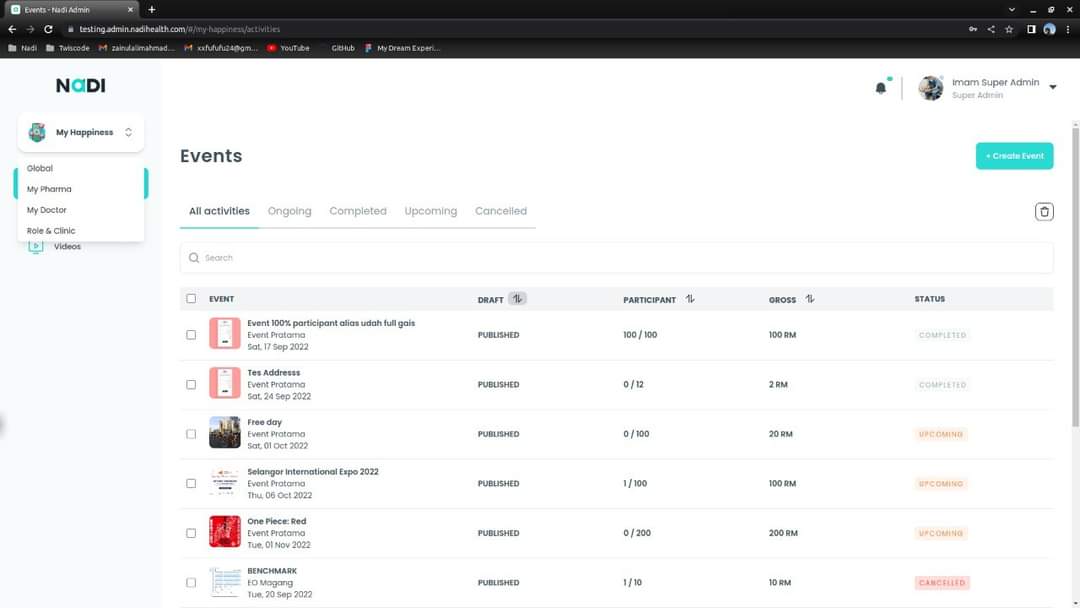 Events - Nadi Admin
testing.admin.nadihealth.com/#/my-happiness/activities
Nadi Twiscode zainulalimahmad... xxfufufu24@gm... YouTube GitHub My Dream Experi...
NaDI
Imam Super Admin
Super Admin
My Happiness
Global
My Pharma
My Doctor
Role & Clinic
Videos
Events
+ Create Event
All activities Ongoing Completed Upcoming Cancelled
Search
EVENT DRAFT PARTICIPANT GROSS STATUS
Event 100% participant alias udah full gais
Event Pratama PUBLISHED 100 / 100 100 RM COMPLETED
Sat, 17 Sep 2022
Tes Addresss
Event Pratama PUBLISHED 0 / 12 2 RM COMPLETED
Sat, 24 Sep 2022
Free day
Event Pratama PUBLISHED 0 / 100 20 RM UPCOMING
Sat, 01 Oct 2022
Selangor International Expo 2022
Event Pratama PUBLISHED 1 / 100 100 RM UPCOMING
Thu, 06 Oct 2022
One Piece: Red
Event Pratama PUBLISHED 0 / 200 200 RM UPCOMING
Tue, 01 Nov 2022
BENCHMARK
EO Magang PUBLISHED 1 / 10 10 RM CANCELLED
Tue, 20 Sep 2022